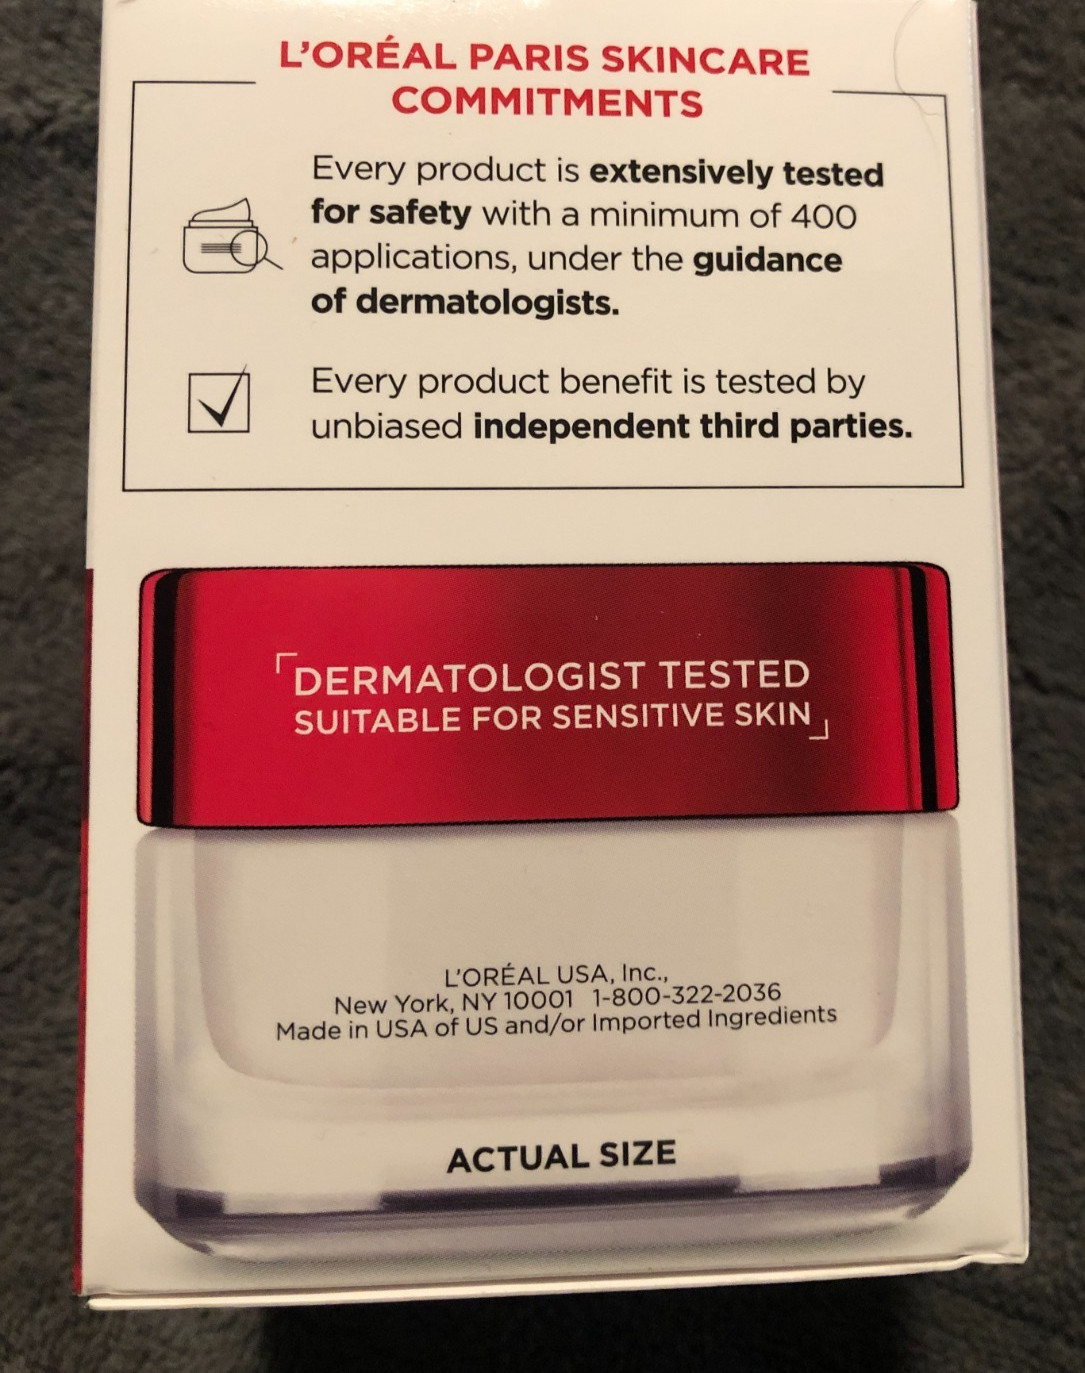 L'ORÉAL PARIS SKINCARE
COMMITMENTS
Every product is extensively tested
for safety with a minimum of 400
applications, under the guidance
of dermatologists.
Every product benefit is tested by
unbiased independent third parties.
DERMATOLOGIST TESTED
SUITABLE FOR SENSITIVE SKIN
L'ORÉAL USA, Inc.,
New York, NY 10001 1-800-322-2036
Made in USA of US and/or Imported Ingredients
ACTUAL SIZE